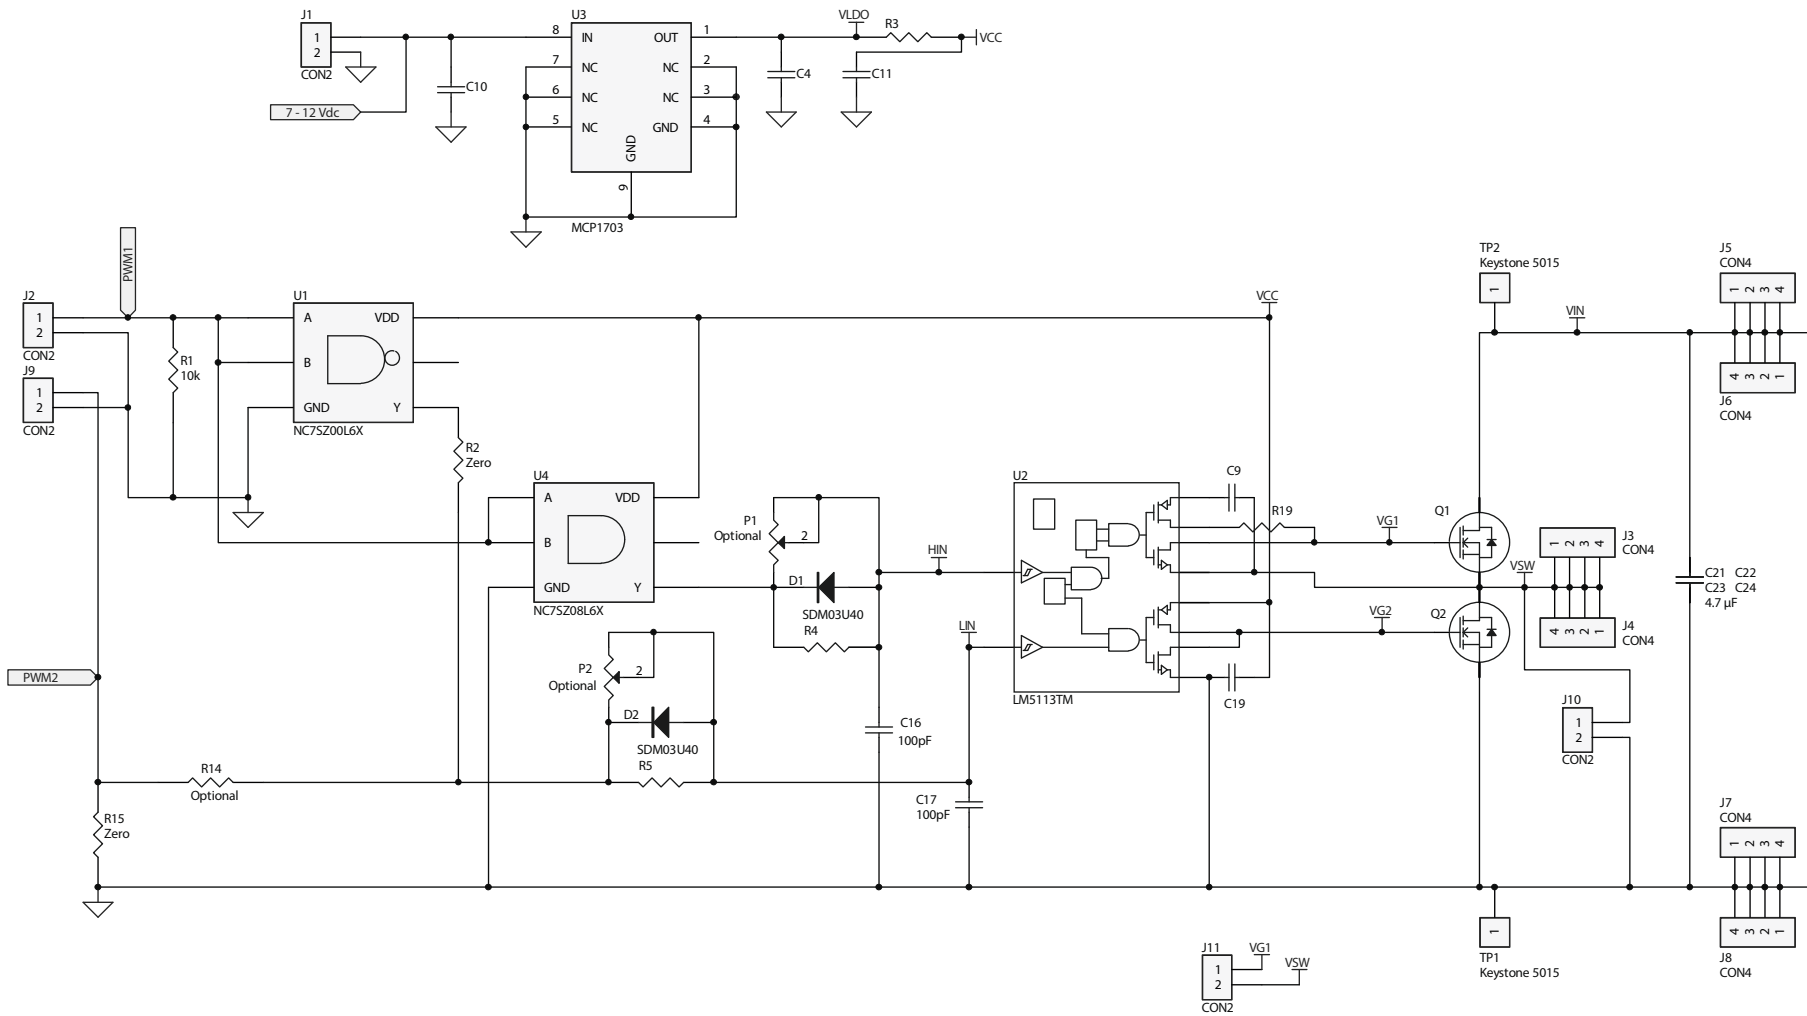 J1
1
2
CON2
7 - 12 Vdc
C10
U3
8 IN OUT 1
7 NC NC 2
6 NC NC 3
5 NC GND 4
GND
9
MCP1703
C4
VLDO
R3
VCC
C11
PWM1
J2
1
2
CON2
J9
1
2
CON2
R1
10k
U1
A VDD
B
GND Y
NC7SZ00L6X
R2
Zero
U4
A VDD
B
GND Y
NC7SZ08L6X
P1
Optional
2
D1
SDM03U40
R4
P2
Optional
2
D2
SDM03U40
R5
HIN
LIN
C16
100pF
C17
100pF
PWM2
R14
Optional
R15
Zero
U2
LM5113TM
C9
R19
C19
VCC
VG1
VG2
Q1
Q2
VSW
TP2
Keystone 5015
1
VIN
J5
CON4
1 2 3 4
4 3 2 1
J6
CON4
1 2 3 4
J3
CON4
4 3 2 1
J4
CON4
C21 C22
C23 C24
4.7 µF
J10
1
2
CON2
J7
CON4
1 2 3 4
4 3 2 1
J8
CON4
1
TP1
Keystone 5015
J11
1
2
CON2
VG1
VSW